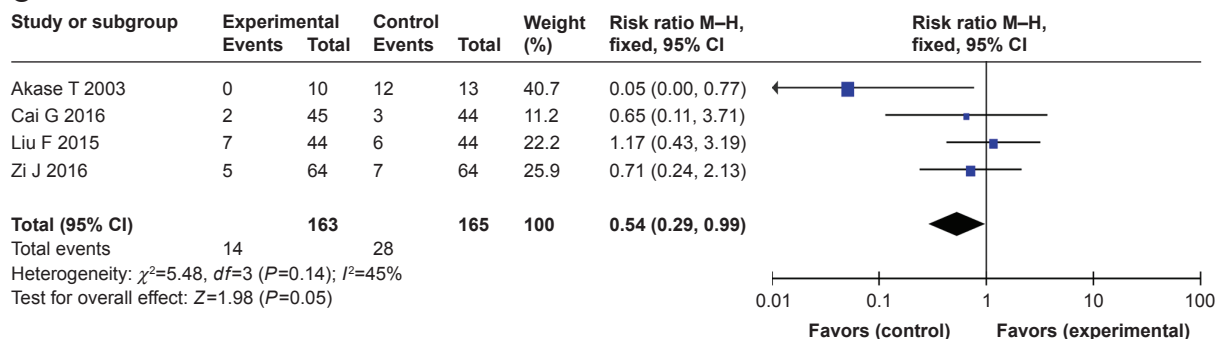 Study or subgroup Experimental Control Weight Risk ratio M–H, Risk ratio M–H,
Events Total Events Total (%) fixed, 95% CI fixed, 95% CI
Akase T 2003 0 10 12 13 40.7 0.05 (0.00, 0.77)
Cai G 2016 2 45 3 44 11.2 0.65 (0.11, 3.71)
Liu F 2015 7 44 6 44 22.2 1.17 (0.43, 3.19)
Zi J 2016 5 64 7 64 25.9 0.71 (0.24, 2.13)
Total (95% CI) 163 165 100 0.54 (0.29, 0.99)
Total events 14 28
Heterogeneity: χ²=5.48, df=3 (P=0.14); I²=45%
Test for overall effect: Z=1.98 (P=0.05)
0.01 0.1 1 10 100
Favors (control) Favors (experimental)